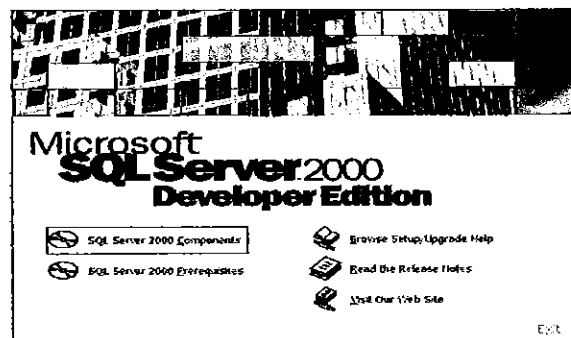 Microsoft
SQL Server 2000
Developer Edition
SQL Server 2000 Components
SQL Server 2000 Prerequisites
Browse Setup/Upgrade Help
Read the Release Notes
Visit Our Web Site
Exit